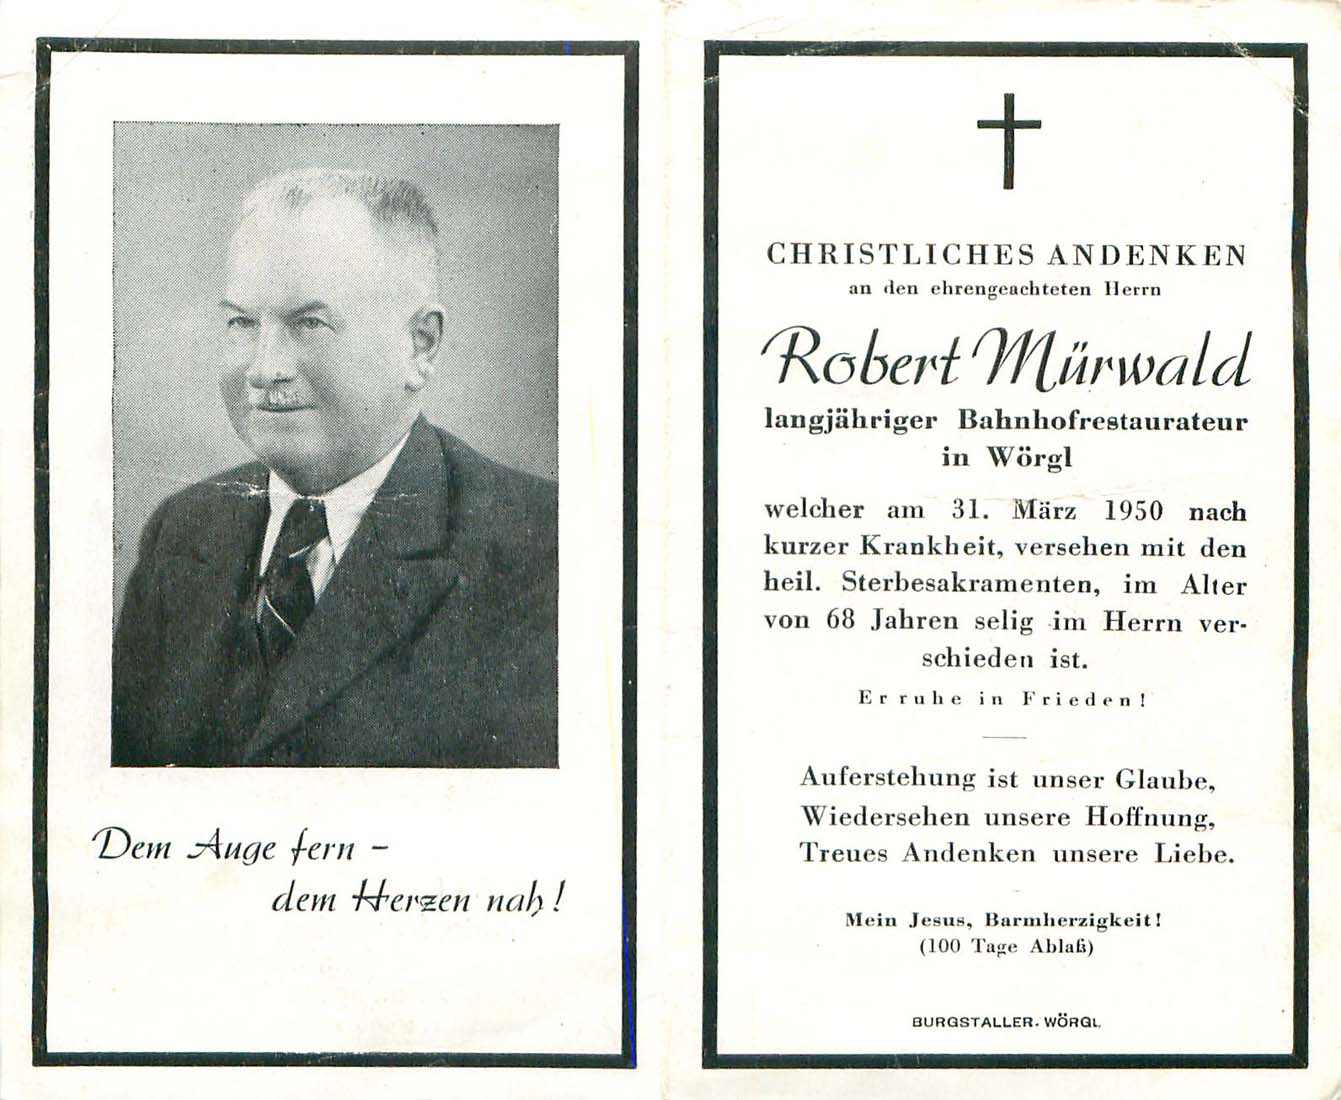 Dem Auge fern –
dem Herzen nah!
CHRISTLICHES ANDENKEN
an den ehrengeachteten Herrn
Robert Mürwald
langjähriger Bahnhofrestaurateur
in Wörgl
welcher am 31. März 1950 nach
kurzer Krankheit, versehen mit den
heil. Sterbesakramenten, im Alter
von 68 Jahren selig im Herrn ver-
schieden ist.
Er ruhe in Frieden!
Auferstehung ist unser Glaube,
Wiedersehen unsere Hoffnung,
Treues Andenken unsere Liebe.
Mein Jesus, Barmherzigkeit!
(100 Tage Ablaß)
BURGSTALLER. WÖRGL